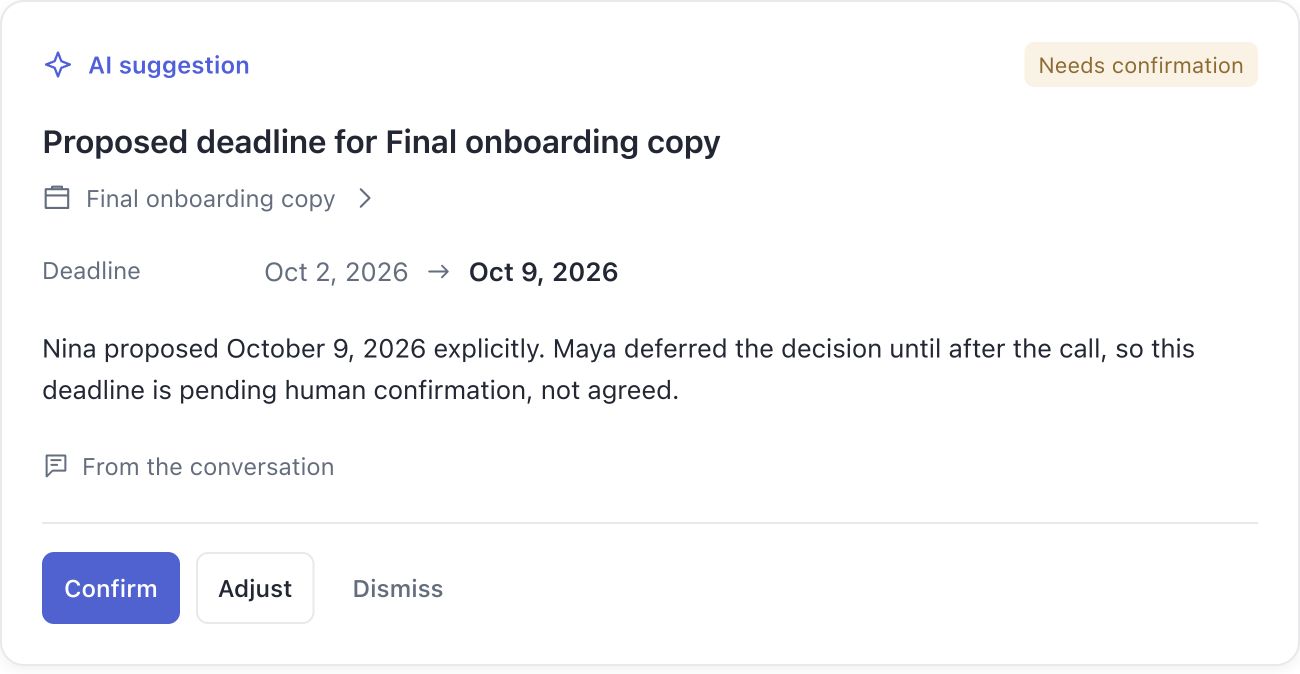 AI suggestion
Needs confirmation
Proposed deadline for Final onboarding copy
Final onboarding copy
Deadline Oct 2, 2026 → Oct 9, 2026
Nina proposed October 9, 2026 explicitly. Maya deferred the decision until after the call, so this
deadline is pending human confirmation, not agreed.
From the conversation
Confirm Adjust Dismiss